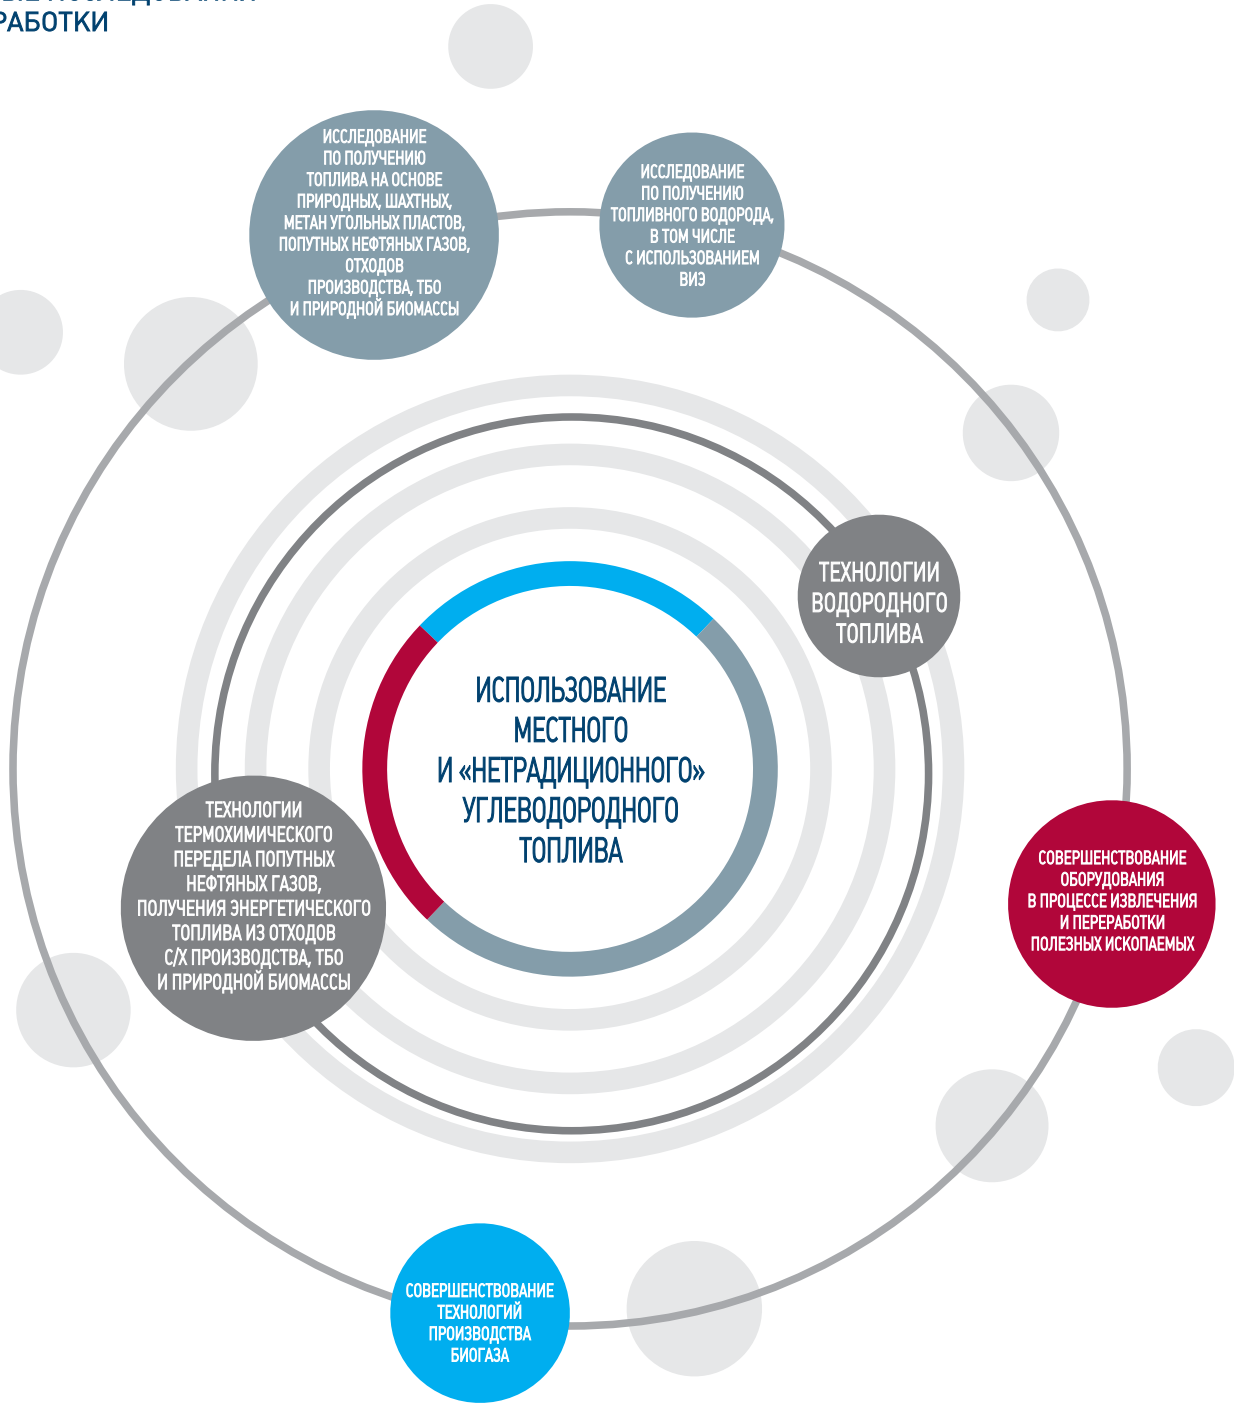 РАБОТКИ
ИССЛЕДОВАНИЕ
ПО ПОЛУЧЕНИЮ
ТОПЛИВА НА ОСНОВЕ
ПРИРОДНЫХ, ШАХТНЫХ,
МЕТАН УГОЛЬНЫХ ПЛАСТОВ,
ПОПУТНЫХ НЕФТЯНЫХ ГАЗОВ,
ОТХОДОВ
ПРОИЗВОДСТВА, ТБО
И ПРИРОДНОЙ БИОМАССЫ
ИССЛЕДОВАНИЕ
ПО ПОЛУЧЕНИЮ
ТОПЛИВНОГО ВОДОРОДА,
В ТОМ ЧИСЛЕ
С ИСПОЛЬЗОВАНИЕМ
ВИЭ
ТЕХНОЛОГИИ
ВОДОРОДНОГО
ТОПЛИВА
ИСПОЛЬЗОВАНИЕ
МЕСТНОГО
И «НЕТРАДИЦИОННОГО»
УГЛЕВОДОРОДНОГО
ТОПЛИВА
ТЕХНОЛОГИИ
ТЕРМОХИМИЧЕСКОГО
ПЕРЕДЕЛА ПОПУТНЫХ
НЕФТЯНЫХ ГАЗОВ,
ПОЛУЧЕНИЯ ЭНЕРГЕТИЧЕСКОГО
ТОПЛИВА ИЗ ОТХОДОВ
С/Х ПРОИЗВОДСТВА, ТБО
И ПРИРОДНОЙ БИОМАССЫ
СОВЕРШЕНСТВОВАНИЕ
ОБОРУДОВАНИЯ
В ПРОЦЕССЕ ИЗВЛЕЧЕНИЯ
И ПЕРЕРАБОТКИ
ПОЛЕЗНЫХ ИСКОПАЕМЫХ
СОВЕРШЕНСТВОВАНИЕ
ТЕХНОЛОГИЙ
ПРОИЗВОДСТВА
БИОГАЗА